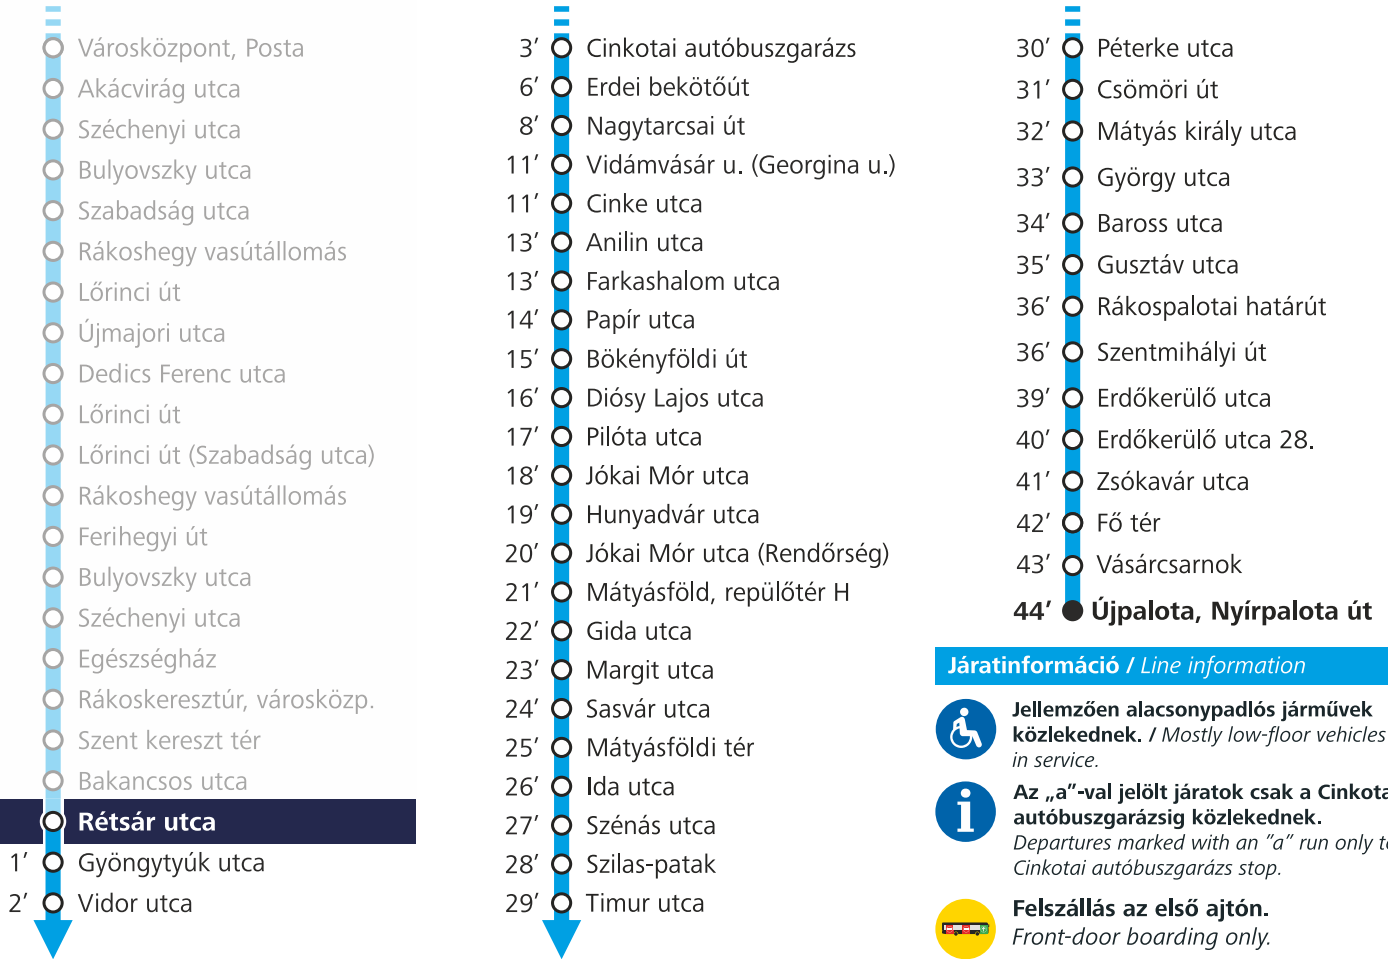 Városközpont, Posta
Akácvirág utca
Széchenyi utca
Bulyovszky utca
Szabadság utca
Rákoshegy vasútállomás
Lőrinci út
Újmajori utca
Dedics Ferenc utca
Lőrinci út
Lőrinci út (Szabadság utca)
Rákoshegy vasútállomás
Ferihegyi út
Bulyovszky utca
Széchenyi utca
Egészségház
Rákoskeresztúr, városközp.
Szent kereszt tér
Bakancsos utca
Rétsár utca
1′ Gyöngytyúk utca
2′ Vidor utca
3′ Cinkotai autóbuszgarázs
6′ Erdei bekötőút
8′ Nagytarcsai út
11′ Vidámvásár u. (Georgina u.)
11′ Cinke utca
13′ Anilin utca
13′ Farkashalom utca
14′ Papír utca
15′ Bökényföldi út
16′ Diósy Lajos utca
17′ Pilóta utca
18′ Jókai Mór utca
19′ Hunyadvár utca
20′ Jókai Mór utca (Rendőrség)
21′ Mátyásföld, repülőtér H
22′ Gida utca
23′ Margit utca
24′ Sasvár utca
25′ Mátyásföldi tér
26′ Ida utca
27′ Szénás utca
28′ Szilas-patak
29′ Timur utca
30′ Péterke utca
31′ Csömöri út
32′ Mátyás király utca
33′ György utca
34′ Baross utca
35′ Gusztáv utca
36′ Rákospalotai határút
36′ Szentmihályi út
39′ Erdőkerülő utca
40′ Erdőkerülő utca 28.
41′ Zsókavár utca
42′ Fő tér
43′ Vásárcsarnok
44′ Újpalota, Nyírpalota út
Járatinformáció / Line information
Jellemzően alacsonypadlós járművek
közlekednek. / Mostly low-floor vehicles
in service.
Az „a”-val jelölt járatok csak a Cinkota
autóbuszgarázsig közlekednek.
Departures marked with an ”a” run only to
Cinkotai autóbuszgarázs stop.
Felszállás az első ajtón.
Front-door boarding only.